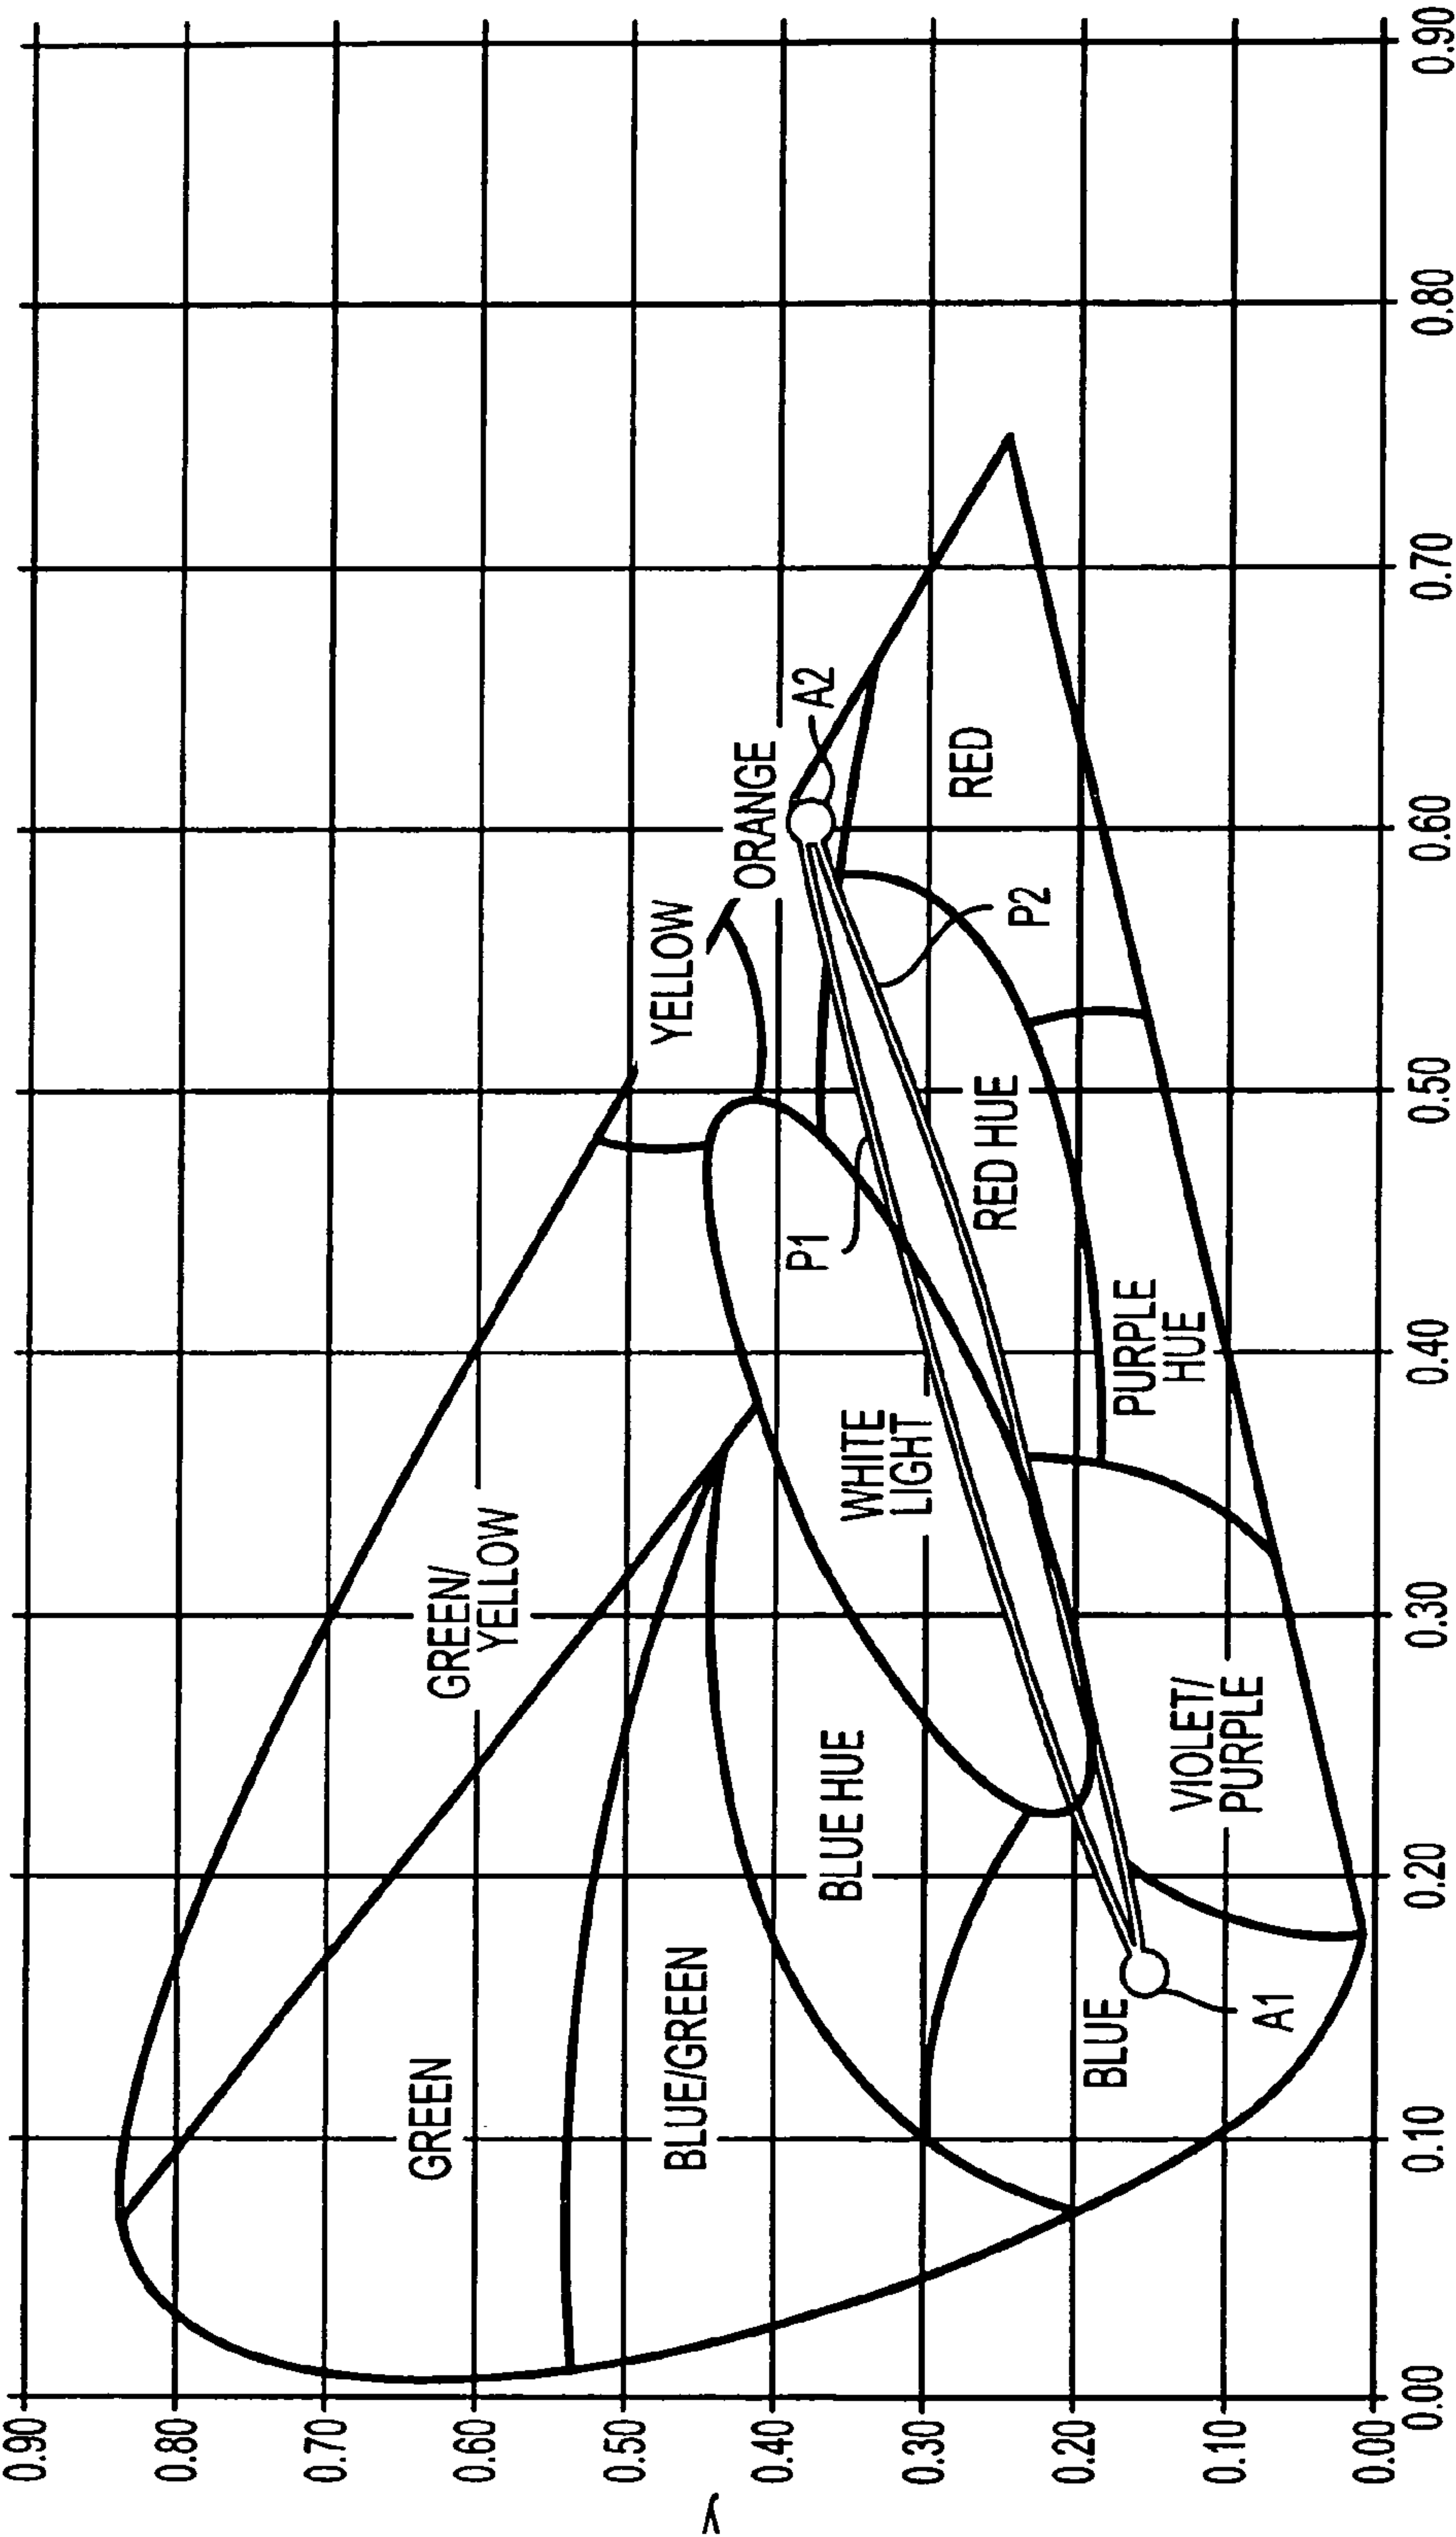 0.90
0.80
0.70
0.60
0.50
0.40
0.30
0.20
0.10
0.00
y
0.00
0.10
0.20
0.30
0.40
0.50
0.60
0.70
0.80
0.90
GREEN
GREEN/
YELLOW
BLUE/GREEN
YELLOW
ORANGE
A2
BLUE HUE
WHITE
LIGHT
P1
RED
RED HUE
P2
BLUE
A1
VIOLET/
PURPLE
PURPLE
HUE